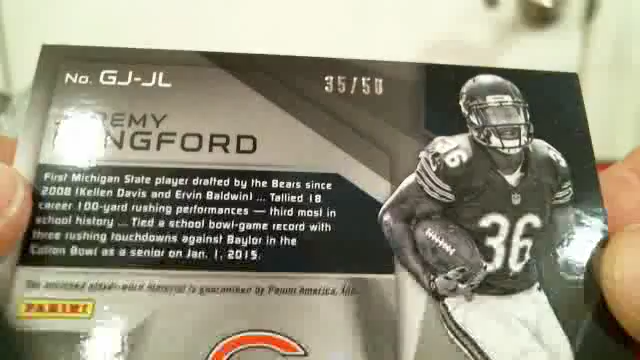 No. GJ-JL
35/50
JEREMY
LANGFORD
First Michigan State player drafted by the Bears since
2008 (Kellen Davis and Ervin Baldwin) ... Tallied 18
career 100-yard rushing performances — third most in
school history ... Tied a school bowl-game record with
three rushing touchdowns against Baylor in the
Cotton Bowl as a senior on Jan. 1, 2015.
The enclosed player-worn material is guaranteed by Panini America, Inc.
PANINI
36
36